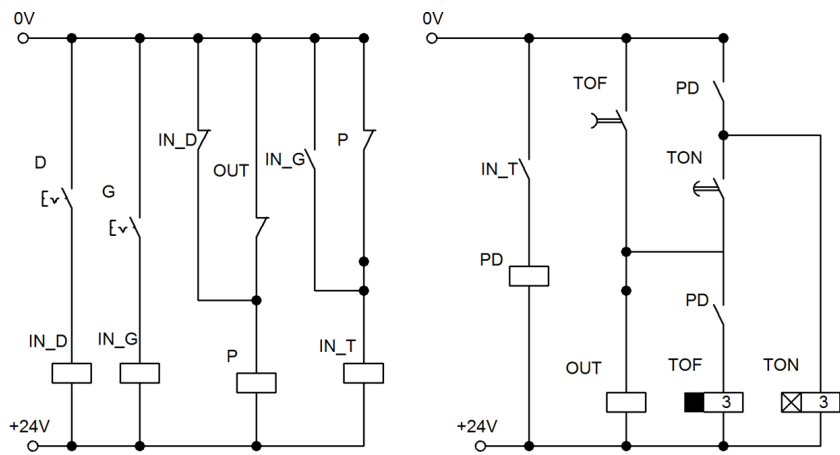 0V
D
IN_D
G
IN_G
IN_D
OUT
P
IN_G
P
IN_T
+24V
0V
IN_T
PD
TOF
PD
TON
PD
OUT
TOF
3
TON
3
+24V